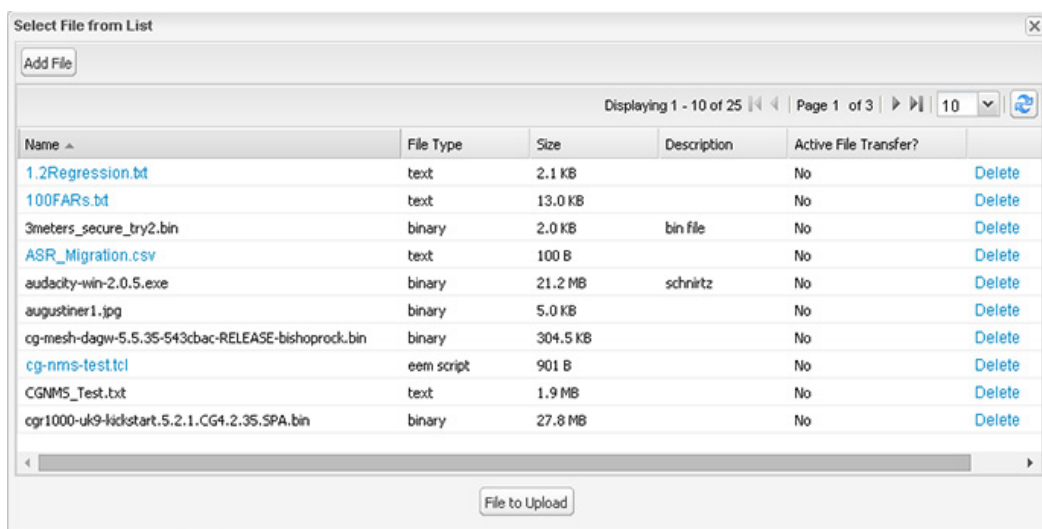 Select File from List
Add File
Displaying 1 - 10 of 25 Page 1 of 3 10
Name File Type Size Description Active File Transfer?
1.2Regression.txt text 2.1 KB No Delete
100FARs.txt text 13.0 KB No Delete
3meters_secure_try2.bin binary 2.0 KB bin file No Delete
ASR_Migration.csv text 100 B No Delete
audacity-win-2.0.5.exe binary 21.2 MB schnirtz No Delete
augustiner1.jpg binary 5.0 KB No Delete
cg-mesh-dagw-5.5.35-543cbac-RELEASE-bishoprock.bin binary 304.5 KB No Delete
cg-nms-test.tcl eem script 901 B No Delete
CGNMS_Test.txt text 1.9 MB No Delete
cgr1000-uk9-kickstart.5.2.1.CG4.2.35.SPA.bin binary 27.8 MB No Delete
File to Upload